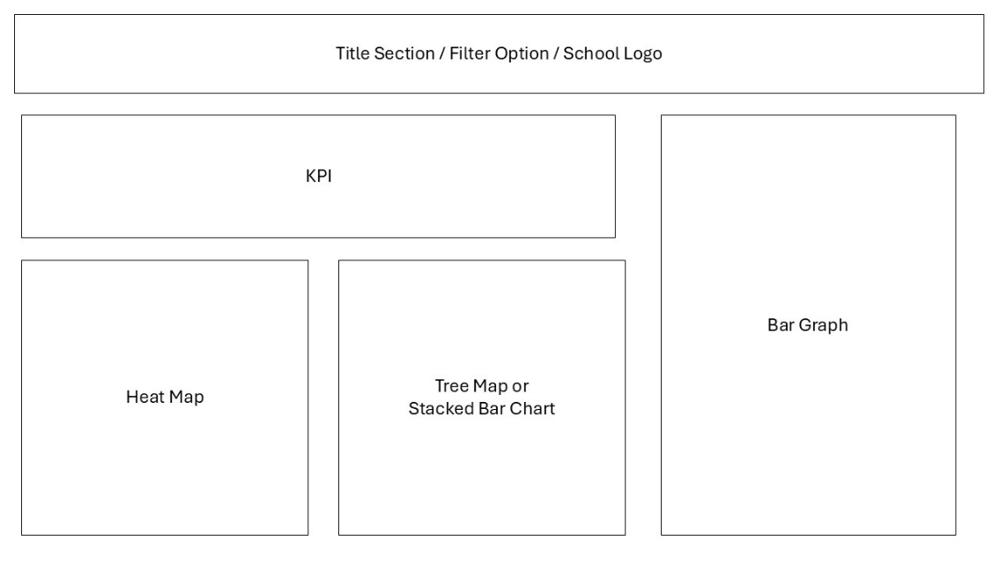 Title Section / Filter Option / School Logo
KPI
Heat Map
Tree Map or
Stacked Bar Chart
Bar Graph